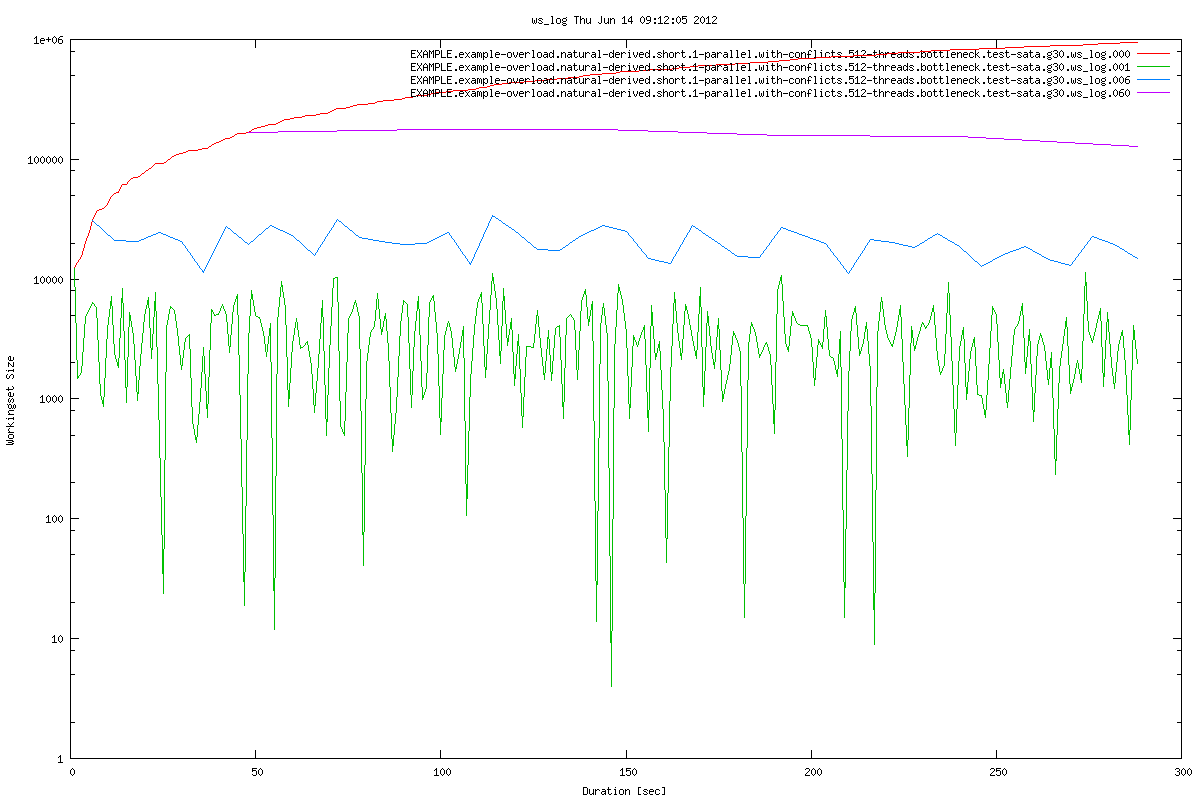 ws_log Thu Jun 14 09:12:05 2012
1e+06
EXAMPLE.example-overload.natural-derived.short.1-parallel.with-conflicts.512-threads.bottleneck.test-sata.g30.ws_log.000
EXAMPLE.example-overload.natural-derived.short.1-parallel.with-conflicts.512-threads.bottleneck.test-sata.g30.ws_log.001
EXAMPLE.example-overload.natural-derived.short.1-parallel.with-conflicts.512-threads.bottleneck.test-sata.g30.ws_log.006
EXAMPLE.example-overload.natural-derived.short.1-parallel.with-conflicts.512-threads.bottleneck.test-sata.g30.ws_log.060
100000
10000
1000
100
10
1
Workingset Size
0 50 100 150 200 250 300
Duration [sec]